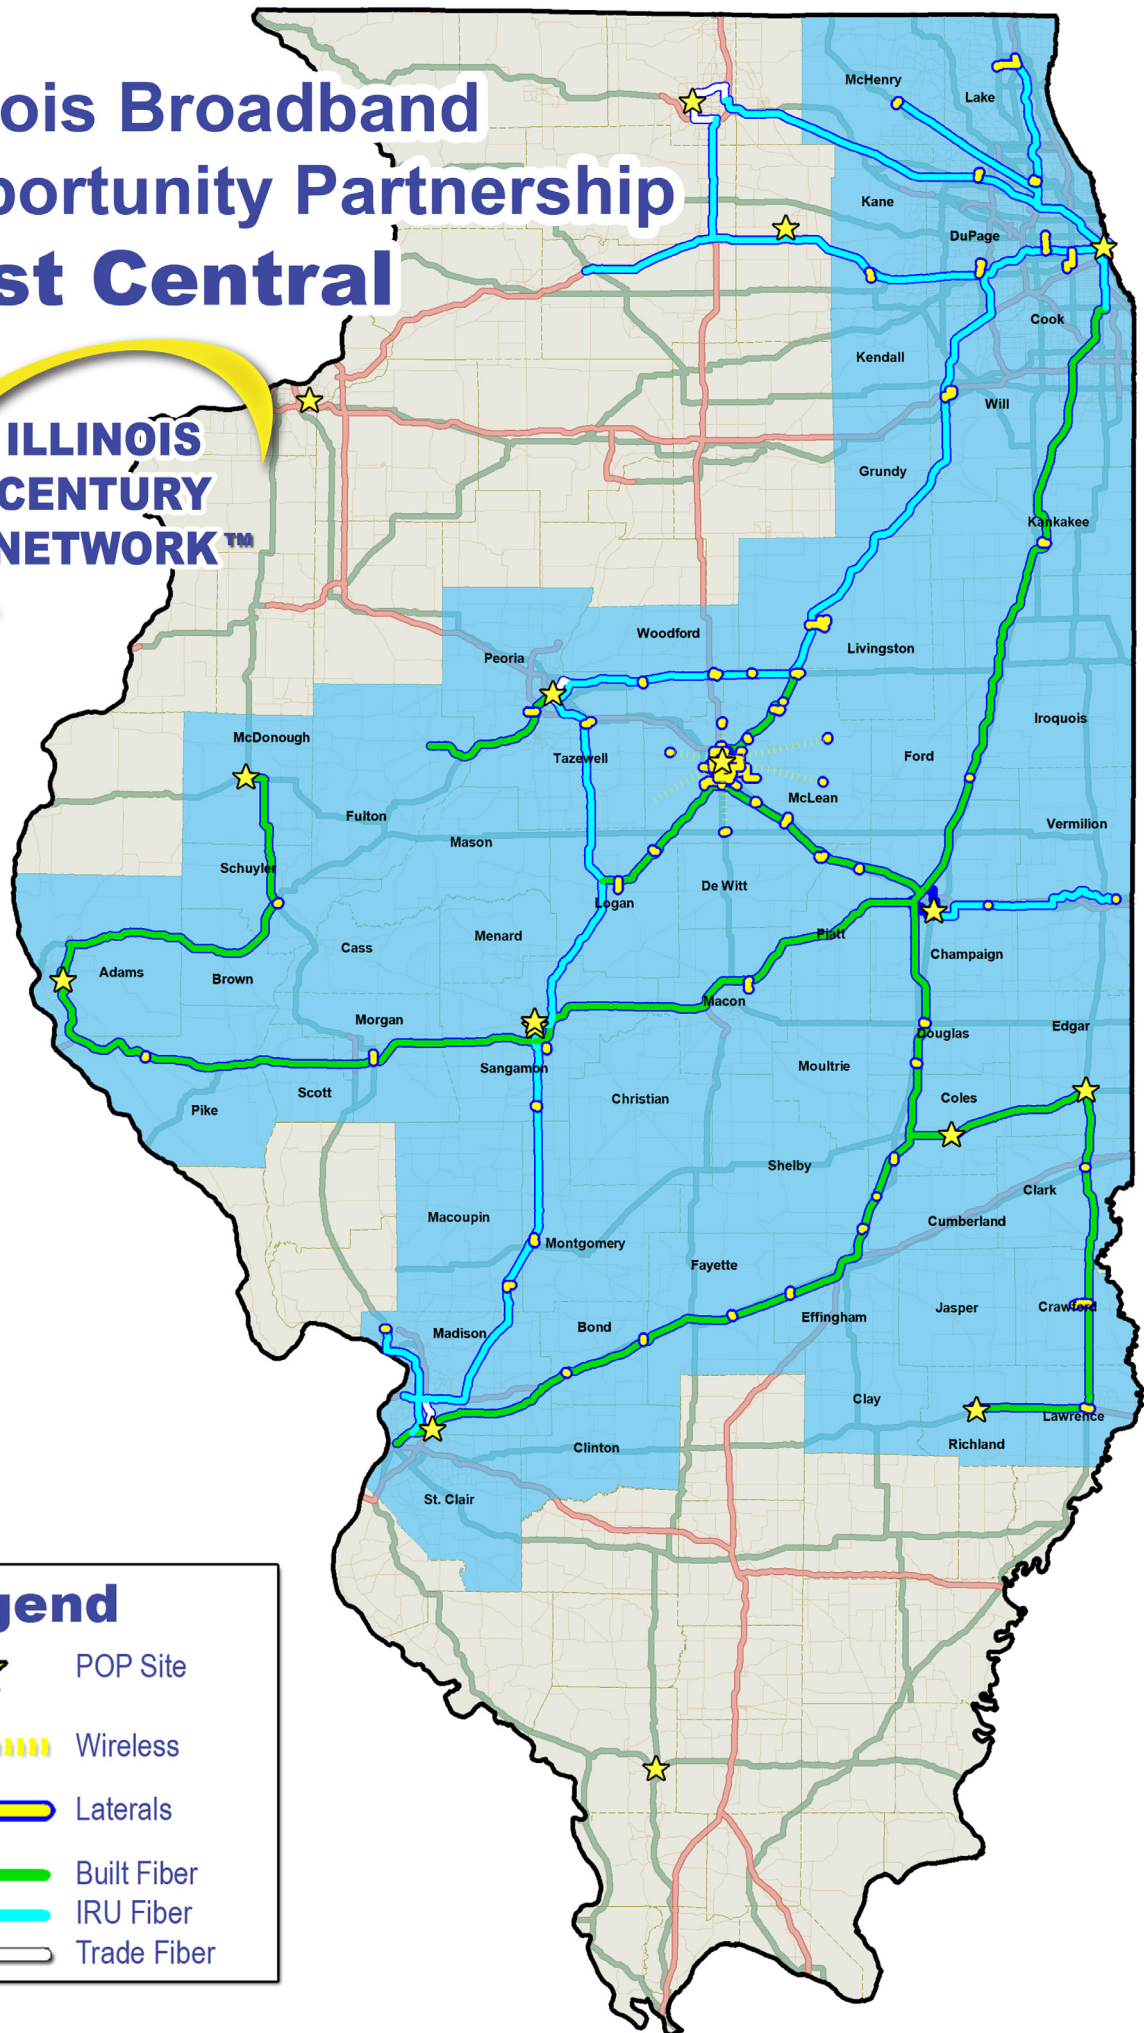 ois Broadband
portunity Partnership
st Central
ILLINOIS
CENTURY
NETWORK™
McHenry
Lake
Kane
DuPage
Cook
Kendall
Will
Grundy
Kankakee
Woodford
Peoria
Livingston
Iroquois
McDonough
Tazewell
Ford
McLean
Fulton
Mason
Vermilion
Schuyler
De Witt
Logan
Piatt
Menard
Cass
Champaign
Adams
Brown
Macon
Morgan
Edgar
Douglas
Sangamon
Moultrie
Scott
Christian
Coles
Pike
Shelby
Clark
Macoupin
Cumberland
Montgomery
Fayette
Jasper
Crawford
Effingham
Bond
Madison
Clay
Lawrence
Richland
Clinton
St. Clair
gend
POP Site
Wireless
Laterals
Built Fiber
IRU Fiber
Trade Fiber